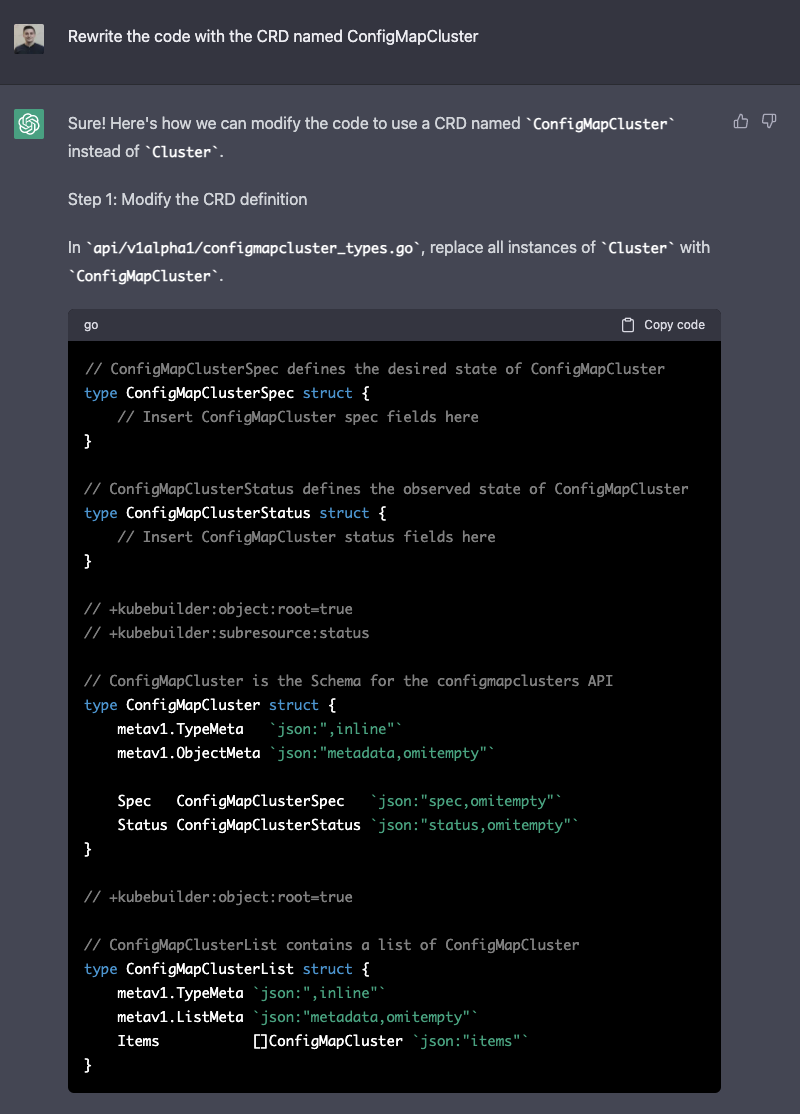 Rewrite the code with the CRD named ConfigMapCluster
Sure! Here's how we can modify the code to use a CRD named `ConfigMapCluster`
instead of `Cluster`.
Step 1: Modify the CRD definition
In `api/v1alpha1/configmapcluster_types.go`, replace all instances of `Cluster` with
`ConfigMapCluster`.
go Copy code
// ConfigMapClusterSpec defines the desired state of ConfigMapCluster
type ConfigMapClusterSpec struct {
    // Insert ConfigMapCluster spec fields here
}
// ConfigMapClusterStatus defines the observed state of ConfigMapCluster
type ConfigMapClusterStatus struct {
    // Insert ConfigMapCluster status fields here
}
// +kubebuilder:object:root=true
// +kubebuilder:subresource:status
// ConfigMapCluster is the Schema for the configmapclusters API
type ConfigMapCluster struct {
    metav1.TypeMeta   `json:",inline"`
    metav1.ObjectMeta `json:"metadata,omitempty"`
    Spec   ConfigMapClusterSpec   `json:"spec,omitempty"`
    Status ConfigMapClusterStatus `json:"status,omitempty"`
}
// +kubebuilder:object:root=true
// ConfigMapClusterList contains a list of ConfigMapCluster
type ConfigMapClusterList struct {
    metav1.TypeMeta `json:",inline"`
    metav1.ListMeta `json:"metadata,omitempty"`
    Items           []ConfigMapCluster `json:"items"`
}